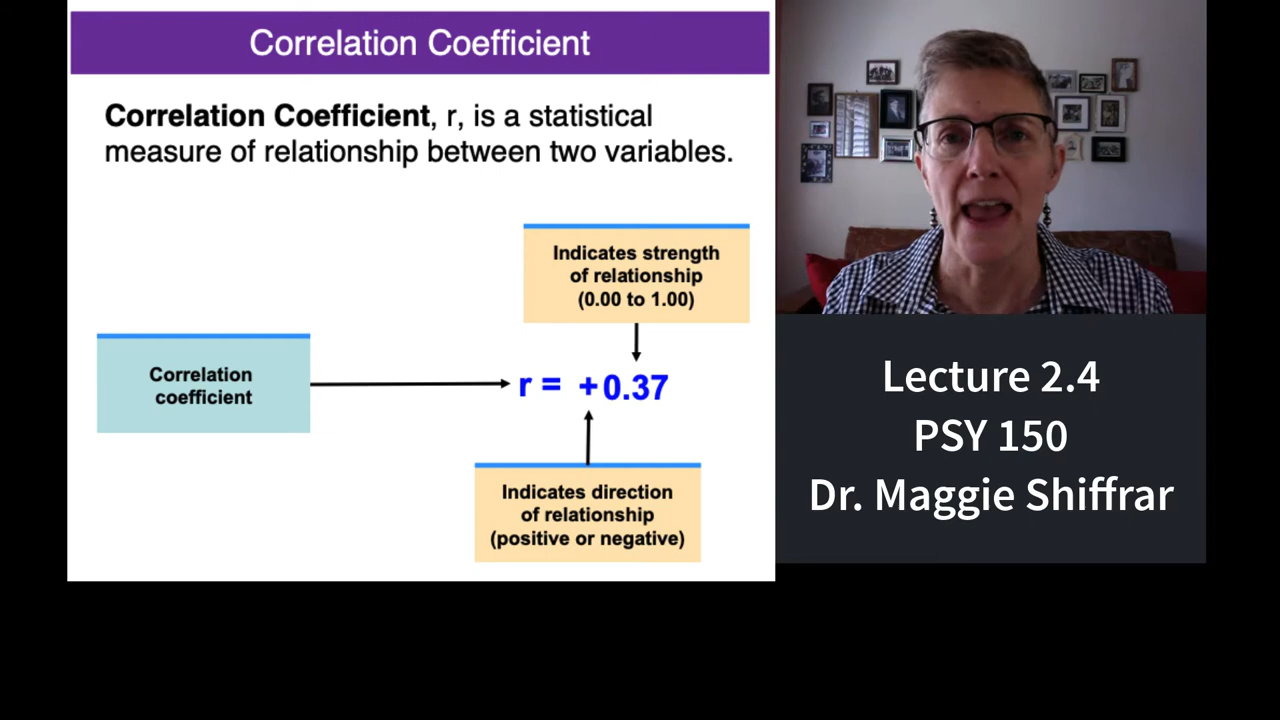 Correlation Coefficient
Correlation Coefficient, r, is a statistical
measure of relationship between two variables.
Indicates strength
of relationship
(0.00 to 1.00)
Correlation
coefficient
r = +0.37
Indicates direction
of relationship
(positive or negative)
Lecture 2.4
PSY 150
Dr. Maggie Shiffrar